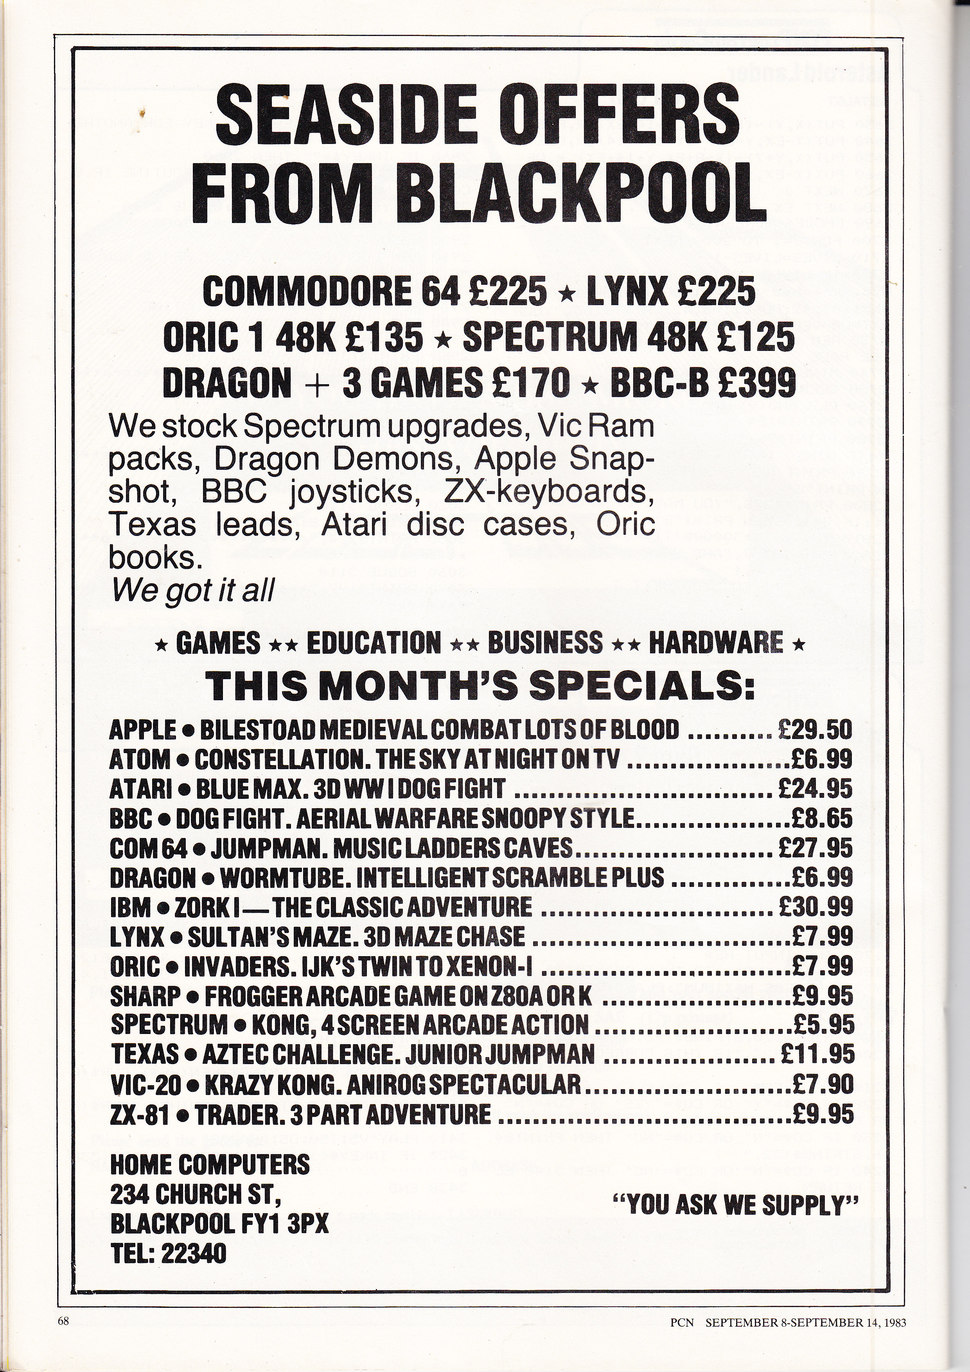 SEASIDE OFFERS
FROM BLACKPOOL
COMMODORE 64 £225 ★ LYNX £225
ORIC 1 48K £135 ★ SPECTRUM 48K £125
DRAGON + 3 GAMES £170 ★ BBC-B £399
We stock Spectrum upgrades, Vic Ram
packs, Dragon Demons, Apple Snap-
shot, BBC joysticks, ZX-keyboards,
Texas leads, Atari disc cases, Oric
books.
We got it all
★ GAMES ★★ EDUCATION ★★ BUSINESS ★★ HARDWARE ★
THIS MONTH'S SPECIALS:
APPLE ● BILESTOAD MEDIEVAL COMBAT LOTS OF BLOOD .......... £29.50
ATOM ● CONSTELLATION. THE SKY AT NIGHT ON TV ...................£6.99
ATARI ● BLUE MAX. 3D WW I DOG FIGHT .............................. £24.95
BBC ● DOG FIGHT. AERIAL WARFARE SNOOPY STYLE..................£8.65
COM 64 ● JUMPMAN. MUSIC LADDERS CAVES....................... £27.95
DRAGON ● WORMTUBE. INTELLIGENT SCRAMBLE PLUS ..............£6.99
IBM ● ZORK I—THE CLASSIC ADVENTURE ........................... £30.99
LYNX ● SULTAN'S MAZE. 3D MAZE CHASE ..............................£7.99
ORIC ● INVADERS. IJK'S TWIN TO XENON-I .............................£7.99
SHARP ● FROGGER ARCADE GAME ON Z80A OR K ......................£9.95
SPECTRUM ● KONG, 4 SCREEN ARCADE ACTION .......................£5.95
TEXAS ● AZTEC CHALLENGE. JUNIOR JUMPMAN .................... £11.95
VIC-20 ● KRAZY KONG. ANIROG SPECTACULAR........................£7.90
ZX-81 ● TRADER. 3 PART ADVENTURE ..................................£9.95
HOME COMPUTERS
234 CHURCH ST,
BLACKPOOL FY1 3PX
TEL: 22340
“YOU ASK WE SUPPLY”
68
PCN SEPTEMBER 8-SEPTEMBER 14, 1983